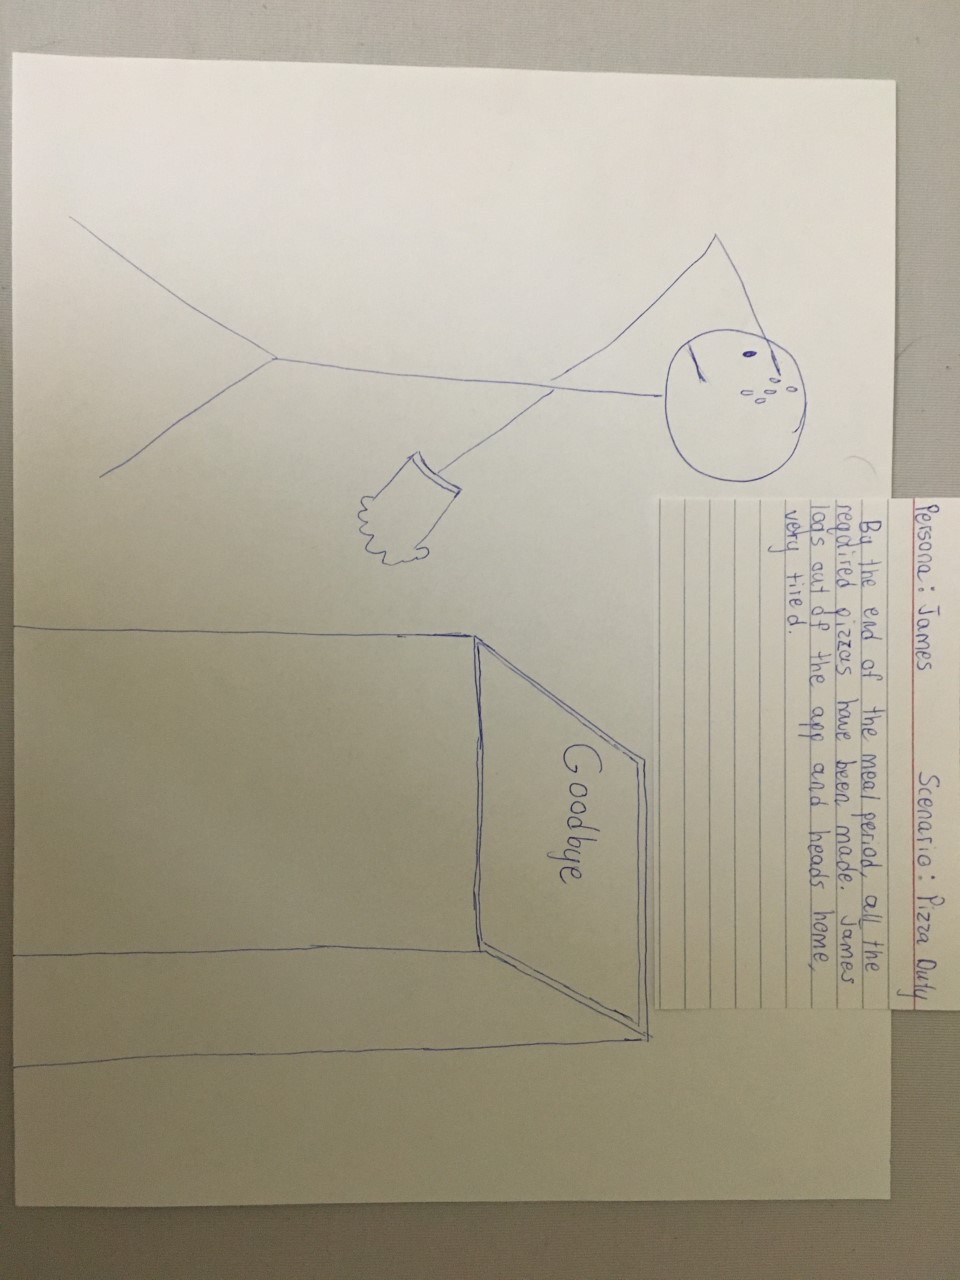 Persona: James Scenario: Pizza Duty
By the end of the meal period, all the
required pizzas have been made. James
logs out of the app and heads home,
very tired.
Goodbye